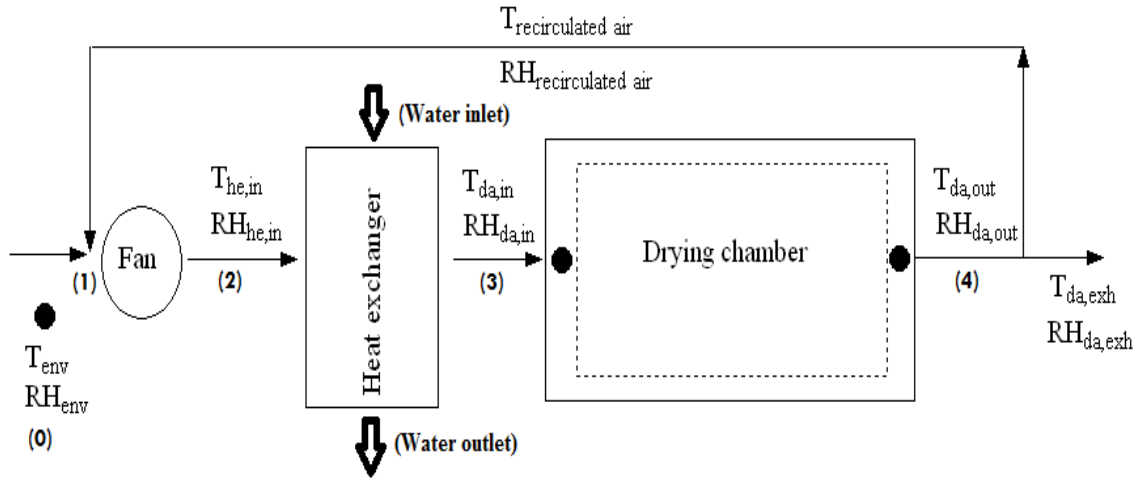 T_recirculated air
RH_recirculated air
(Water inlet)
T_he,in
RH_he,in
T_da,in
RH_da,in
T_da,out
RH_da,out
Fan
Heat exchanger
Drying chamber
(1)
(2)
(3)
(4)
T_env
RH_env
(0)
T_da,exh
RH_da,exh
(Water outlet)